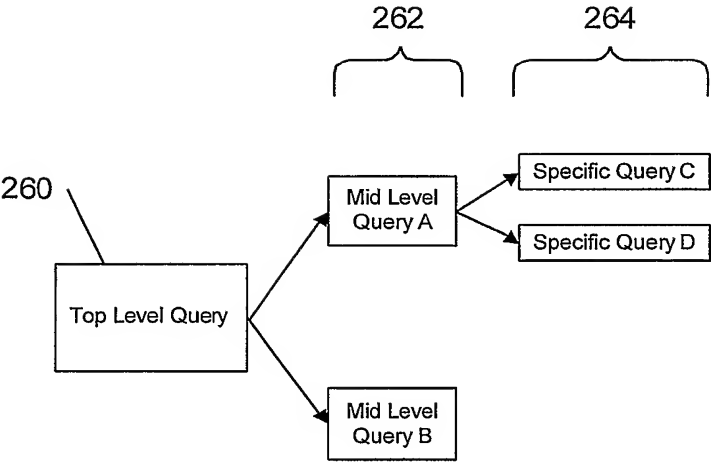 262
264
Specific Query C
260
Mid Level
Query A
Specific Query D
Top Level Query
Mid Level
Query B